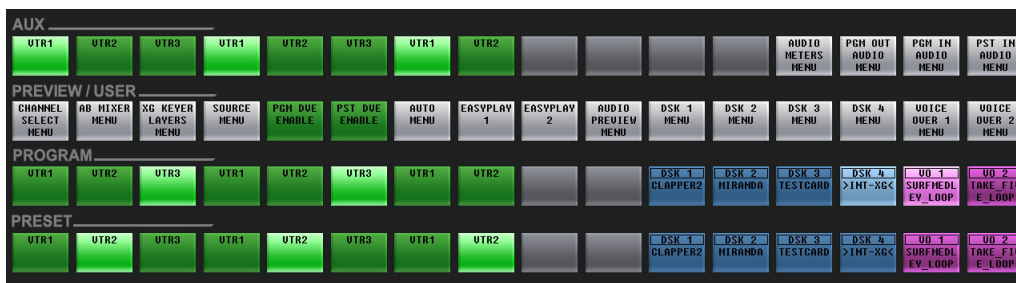 AUX
VTR1 VTR2 VTR3 VTR1 VTR2 VTR3 VTR1 VTR2 AUDIO METERS MENU PGM OUT AUDIO MENU PGM IN AUDIO MENU PST IN AUDIO MENU
PREVIEW / USER
CHANNEL SELECT MENU AB MIXER MENU XG KEYER LAYERS MENU SOURCE MENU PGM DVE ENABLE PST DVE ENABLE AUTO MENU EASYPLAY 1 EASYPLAY 2 AUDIO PREVIEW MENU DSK 1 MENU DSK 2 MENU DSK 3 MENU DSK 4 MENU VOICE OVER 1 MENU VOICE OVER 2 MENU
PROGRAM
VTR1 VTR2 VTR3 VTR1 VTR2 VTR3 VTR1 VTR2 DSK 1 CLAPPER2 DSK 2 MIRANDA DSK 3 TESTCARD DSK 4 >INT-XG< VO 1 SURFMEDL EY_LOOP VO 2 TAKE_FI E_LOOP
PRESET
VTR1 VTR2 VTR3 VTR1 VTR2 VTR3 VTR1 VTR2 DSK 1 CLAPPER2 DSK 2 MIRANDA DSK 3 TESTCARD DSK 4 >INT-XG< VO 1 SURFMEDL EY_LOOP VO 2 TAKE_FI E_LOOP